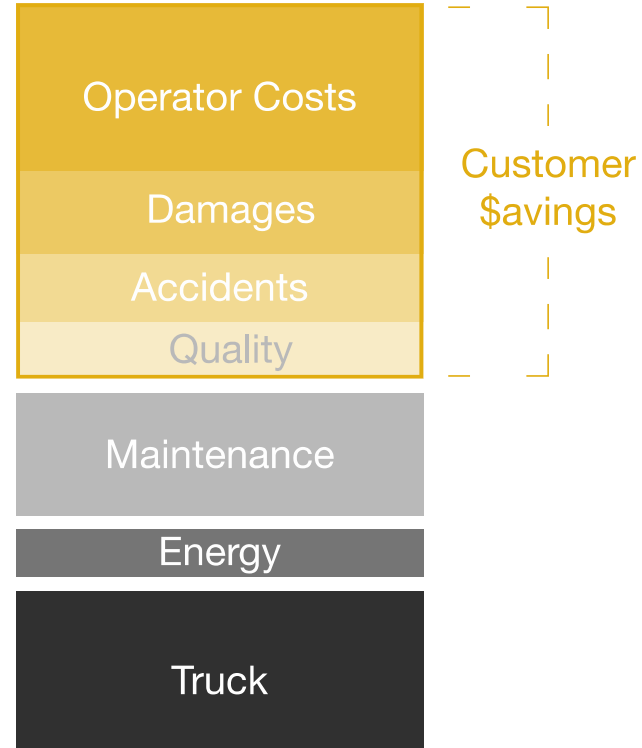 Operator Costs
Damages
Accidents
Quality
Customer
$avings
Maintenance
Energy
Truck